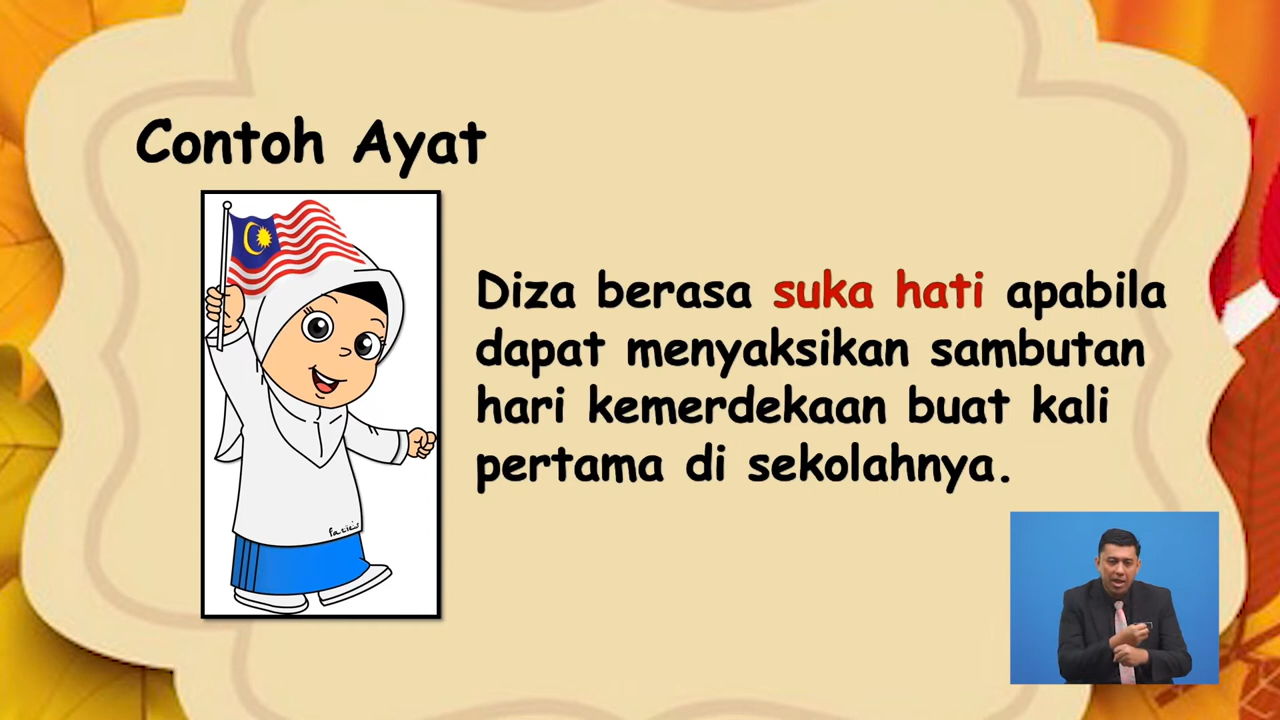 Contoh Ayat
Diza berasa suka hati apabila
dapat menyaksikan sambutan
hari kemerdekaan buat kali
pertama di sekolahnya.